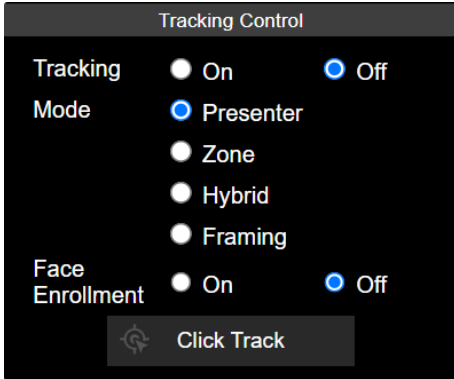 Tracking Control
Tracking On Off
Mode Presenter
Zone
Hybrid
Framing
Face
Enrollment On Off
Click Track